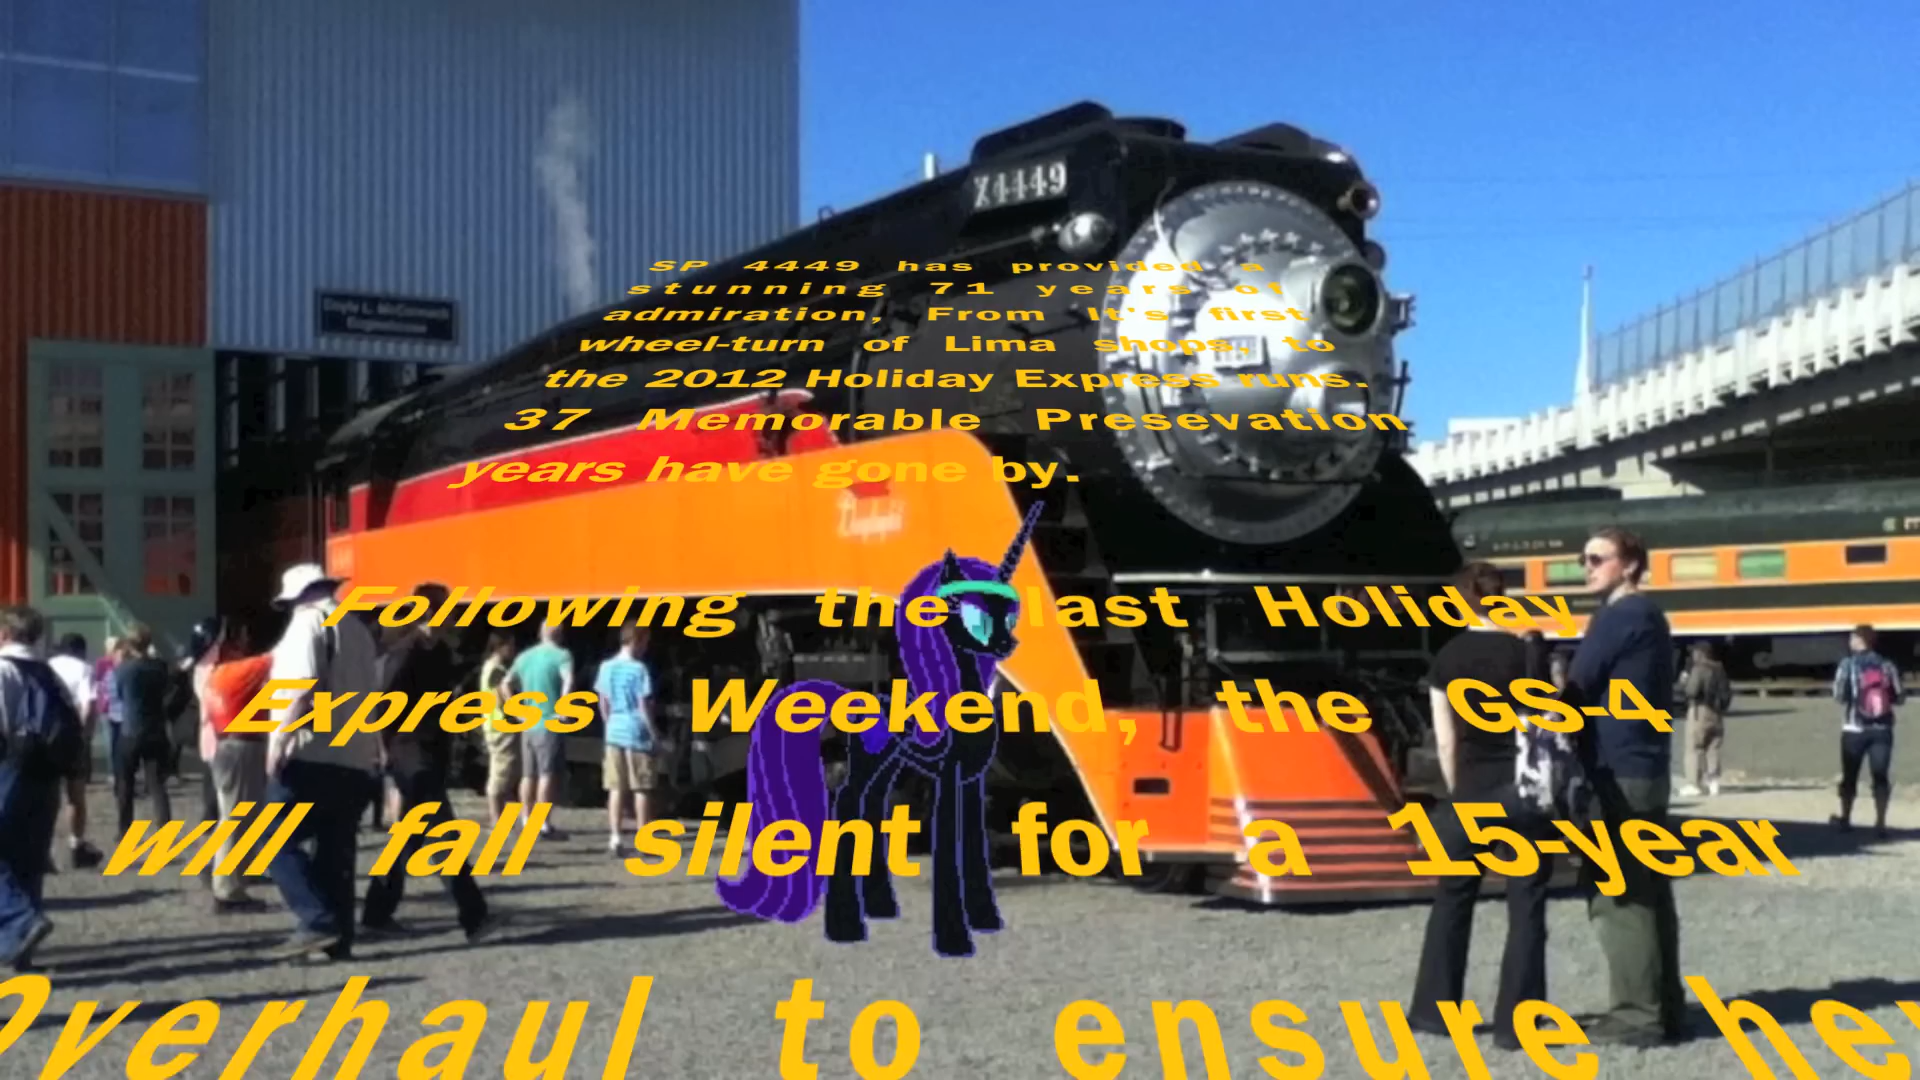 X4449
SP 4449 has provided a
stunning 71 years of
admiration, From It's first
wheel-turn of Lima shops, to
the 2012 Holiday Express runs.
37 Memorable Presevation
years have gone by.
Daylight
Following the last Holiday
Express Weekend, the GS-4
will fall silent for a 15-year
Overhaul to ensure her